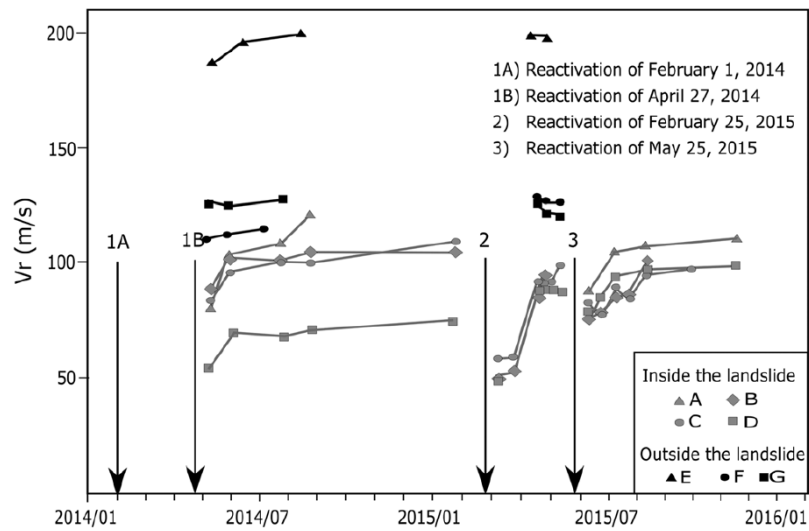 200
150
100
50
Vr (m/s)
1A) Reactivation of February 1, 2014
1B) Reactivation of April 27, 2014
2) Reactivation of February 25, 2015
3) Reactivation of May 25, 2015
1A
1B
2
3
Inside the landslide
A B
C D
Outside the landslide
E F G
2014/01 2014/07 2015/01 2015/07 2016/01